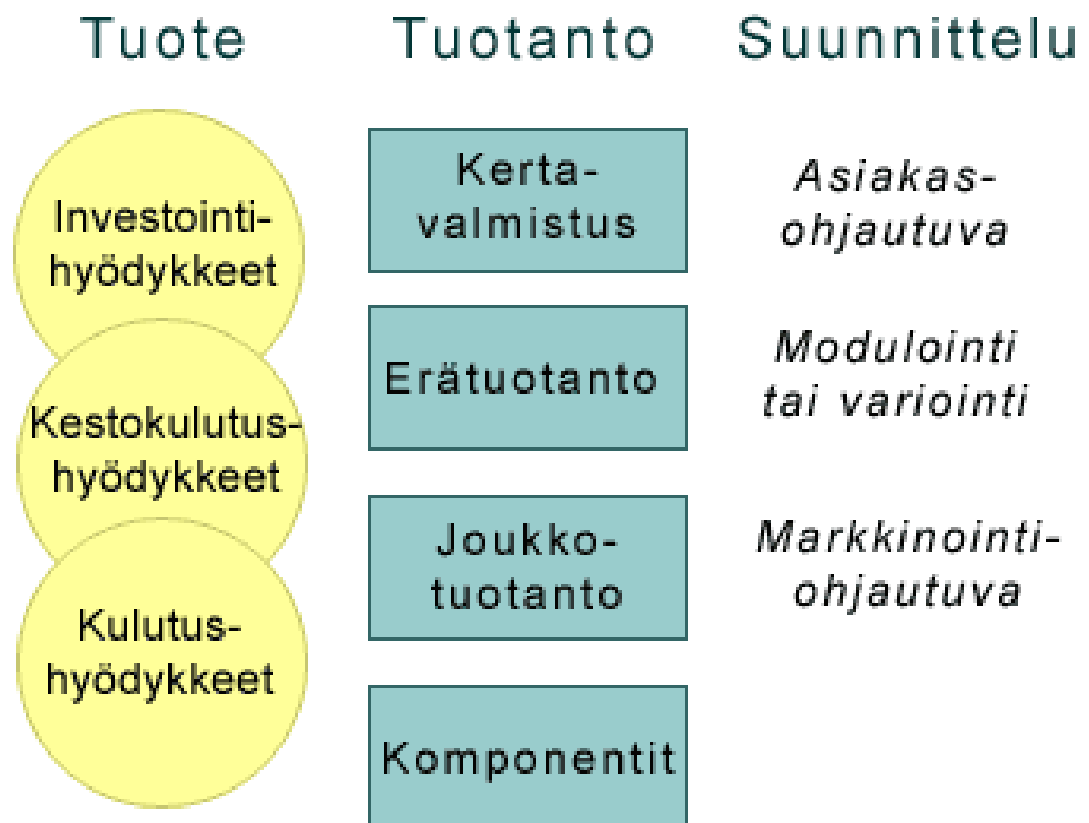 Tuote Tuotanto Suunnittelu
Investointi-
hyödykkeet
Kestokulutus-
hyödykkeet
Kulutus-
hyödykkeet
Kerta-
valmistus
Erätuotanto
Joukko-
tuotanto
Komponentit
Asiakas-
ohjautuva
Modulointi
tai variointi
Markkinointi-
ohjautuva